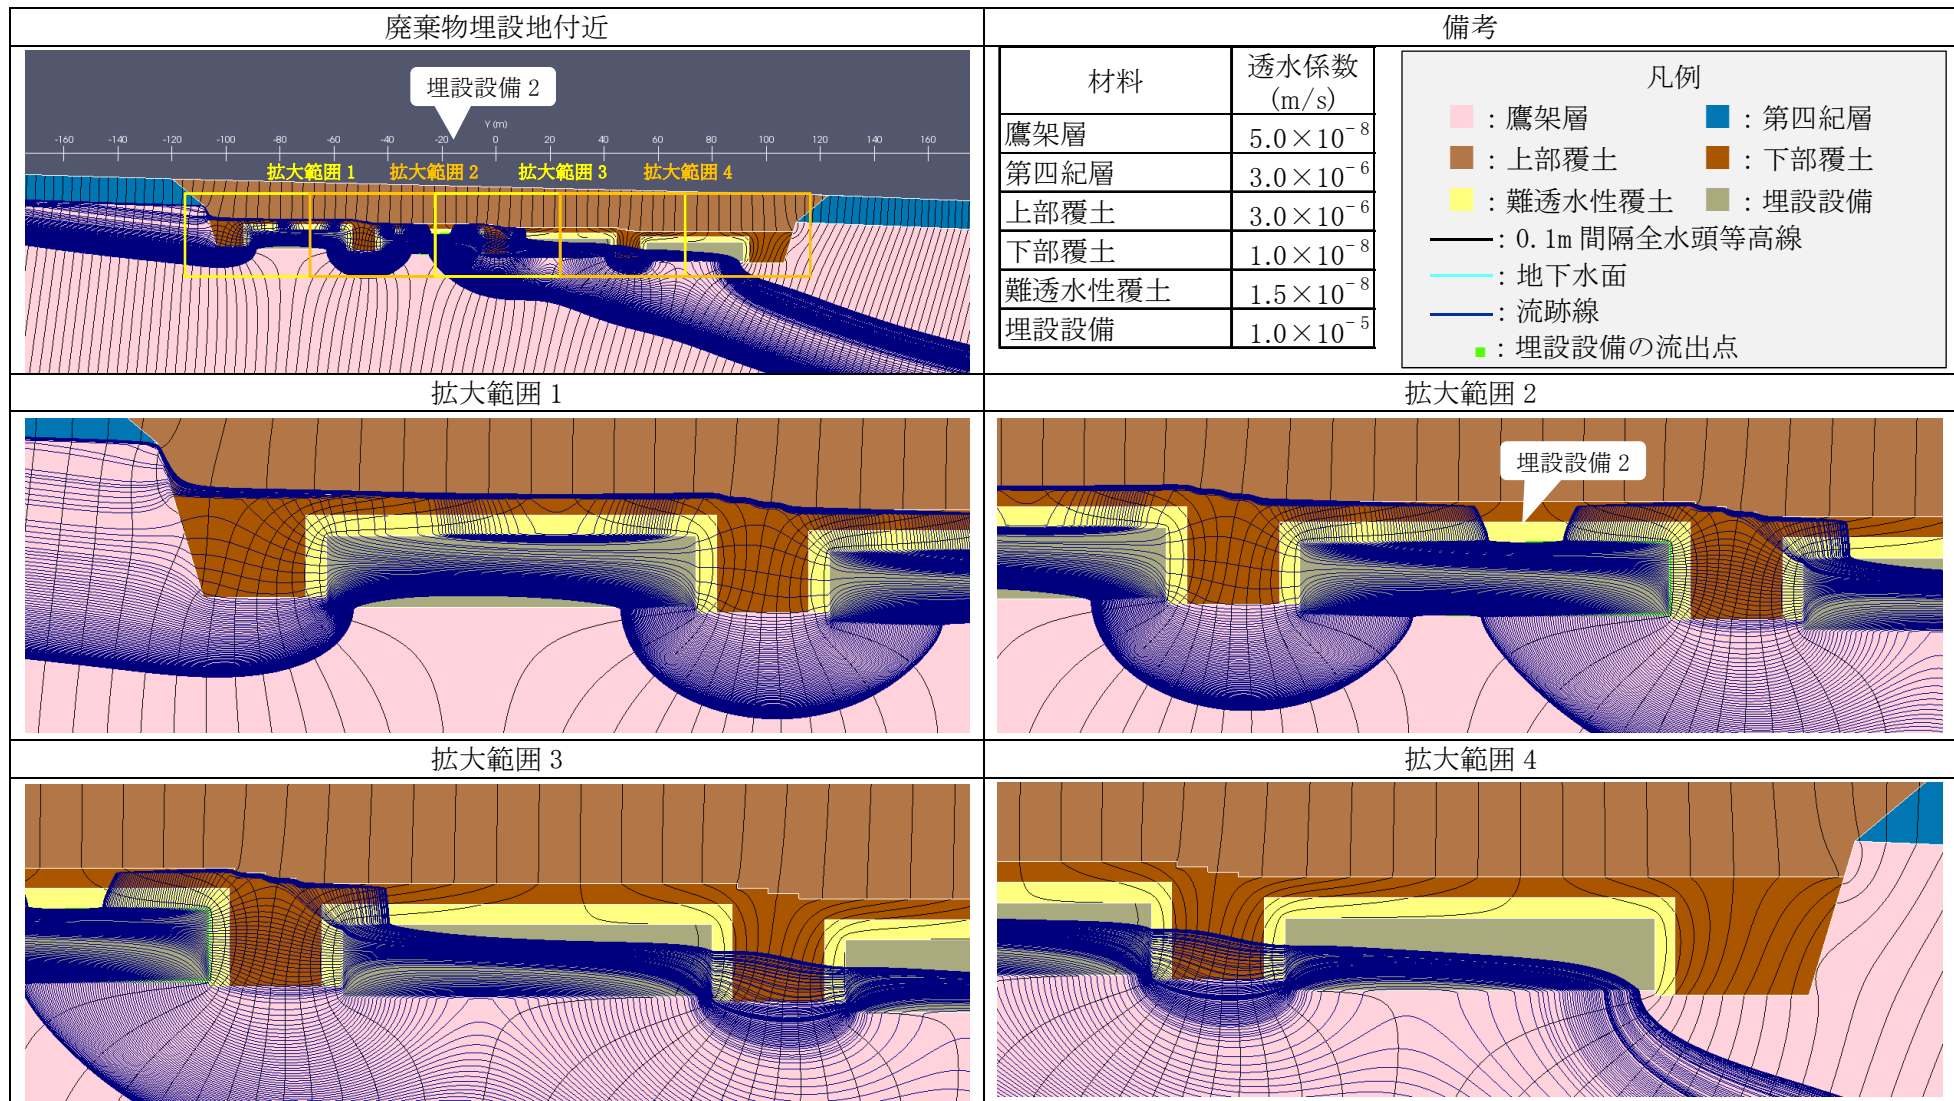 廃棄物埋設地付近
備考
埋設設備 2
Y (m)
-160 -140 -120 -100 -80 -60 -40 -20 0 20 40 60 80 100 120 140 160
拡大範囲 1 拡大範囲 2 拡大範囲 3 拡大範囲 4
材料 透水係数 (m/s)
鷹架層 5.0×10⁻⁸
第四紀層 3.0×10⁻⁶
上部覆土 3.0×10⁻⁶
下部覆土 1.0×10⁻⁸
難透水性覆土 1.5×10⁻⁸
埋設設備 1.0×10⁻⁵
凡例
：鷹架層 ：第四紀層
：上部覆土 ：下部覆土
：難透水性覆土 ：埋設設備
：0.1m 間隔全水頭等高線
：地下水面
：流跡線
：埋設設備の流出点
拡大範囲 1
拡大範囲 2
埋設設備 2
拡大範囲 3
拡大範囲 4